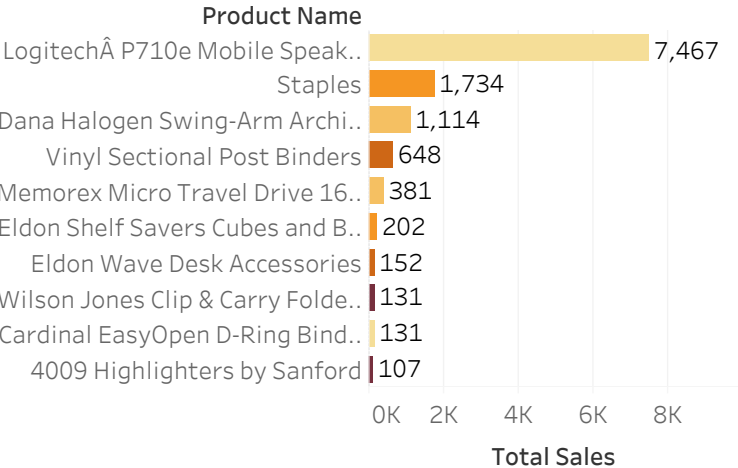 Product Name
LogitechÂ P710e Mobile Speak.. 7,467
Staples 1,734
Dana Halogen Swing-Arm Archi.. 1,114
Vinyl Sectional Post Binders 648
Memorex Micro Travel Drive 16.. 381
Eldon Shelf Savers Cubes and B.. 202
Eldon Wave Desk Accessories 152
Wilson Jones Clip & Carry Folde.. 131
Cardinal EasyOpen D-Ring Bind.. 131
4009 Highlighters by Sanford 107
0K 2K 4K 6K 8K
Total Sales